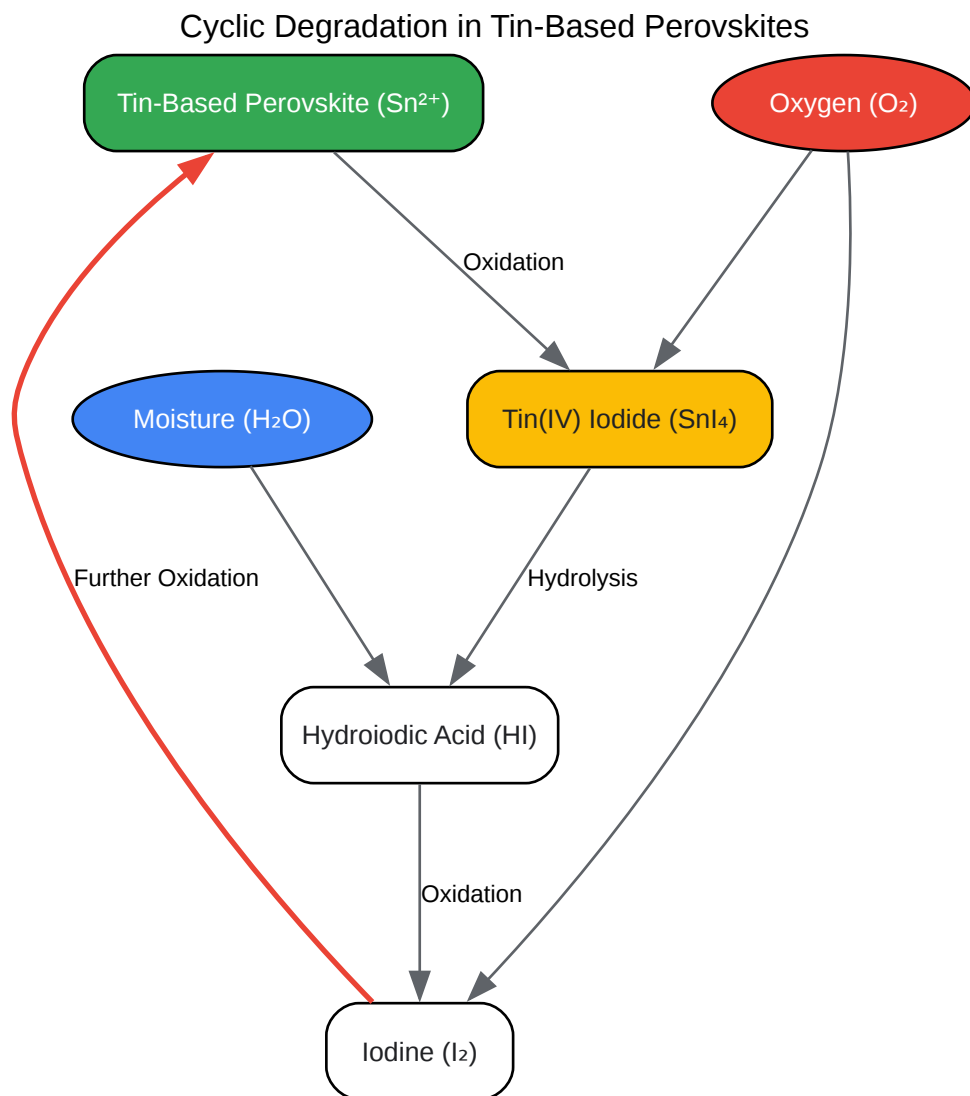 Cyclic Degradation in Tin-Based Perovskites
Tin-Based Perovskite (Sn²⁺)
Oxygen (O₂)
Oxidation
Moisture (H₂O)
Tin(IV) Iodide (SnI₄)
Further Oxidation
Hydrolysis
Hydroiodic Acid (HI)
Oxidation
Iodine (I₂)